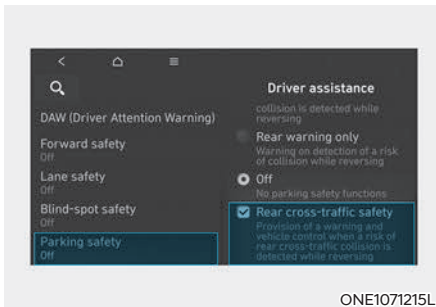 Driver assistance
DAW (Driver Attention Warning)
Forward safety
Off
Lane safety
Off
Blind-spot safety
Off
Parking safety
Off
collision is detected while
reversing
Rear warning only
Warning on detection of a risk
of collision while reversing
Off
No parking safety functions
Rear cross-traffic safety
Provision of a warning and
vehicle control when a risk of
rear cross-traffic collision is
detected while reversing
ONE1071215L